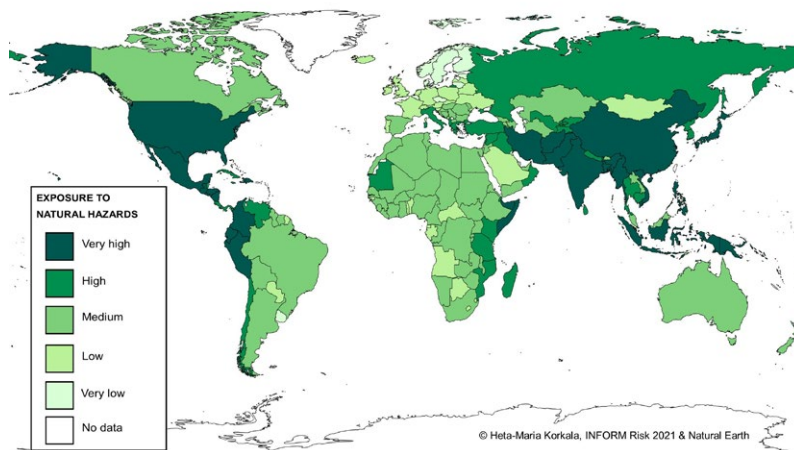 EXPOSURE TO
NATURAL HAZARDS
Very high
High
Medium
Low
Very low
No data
© Heta-Maria Korkala, INFORM Risk 2021 & Natural Earth